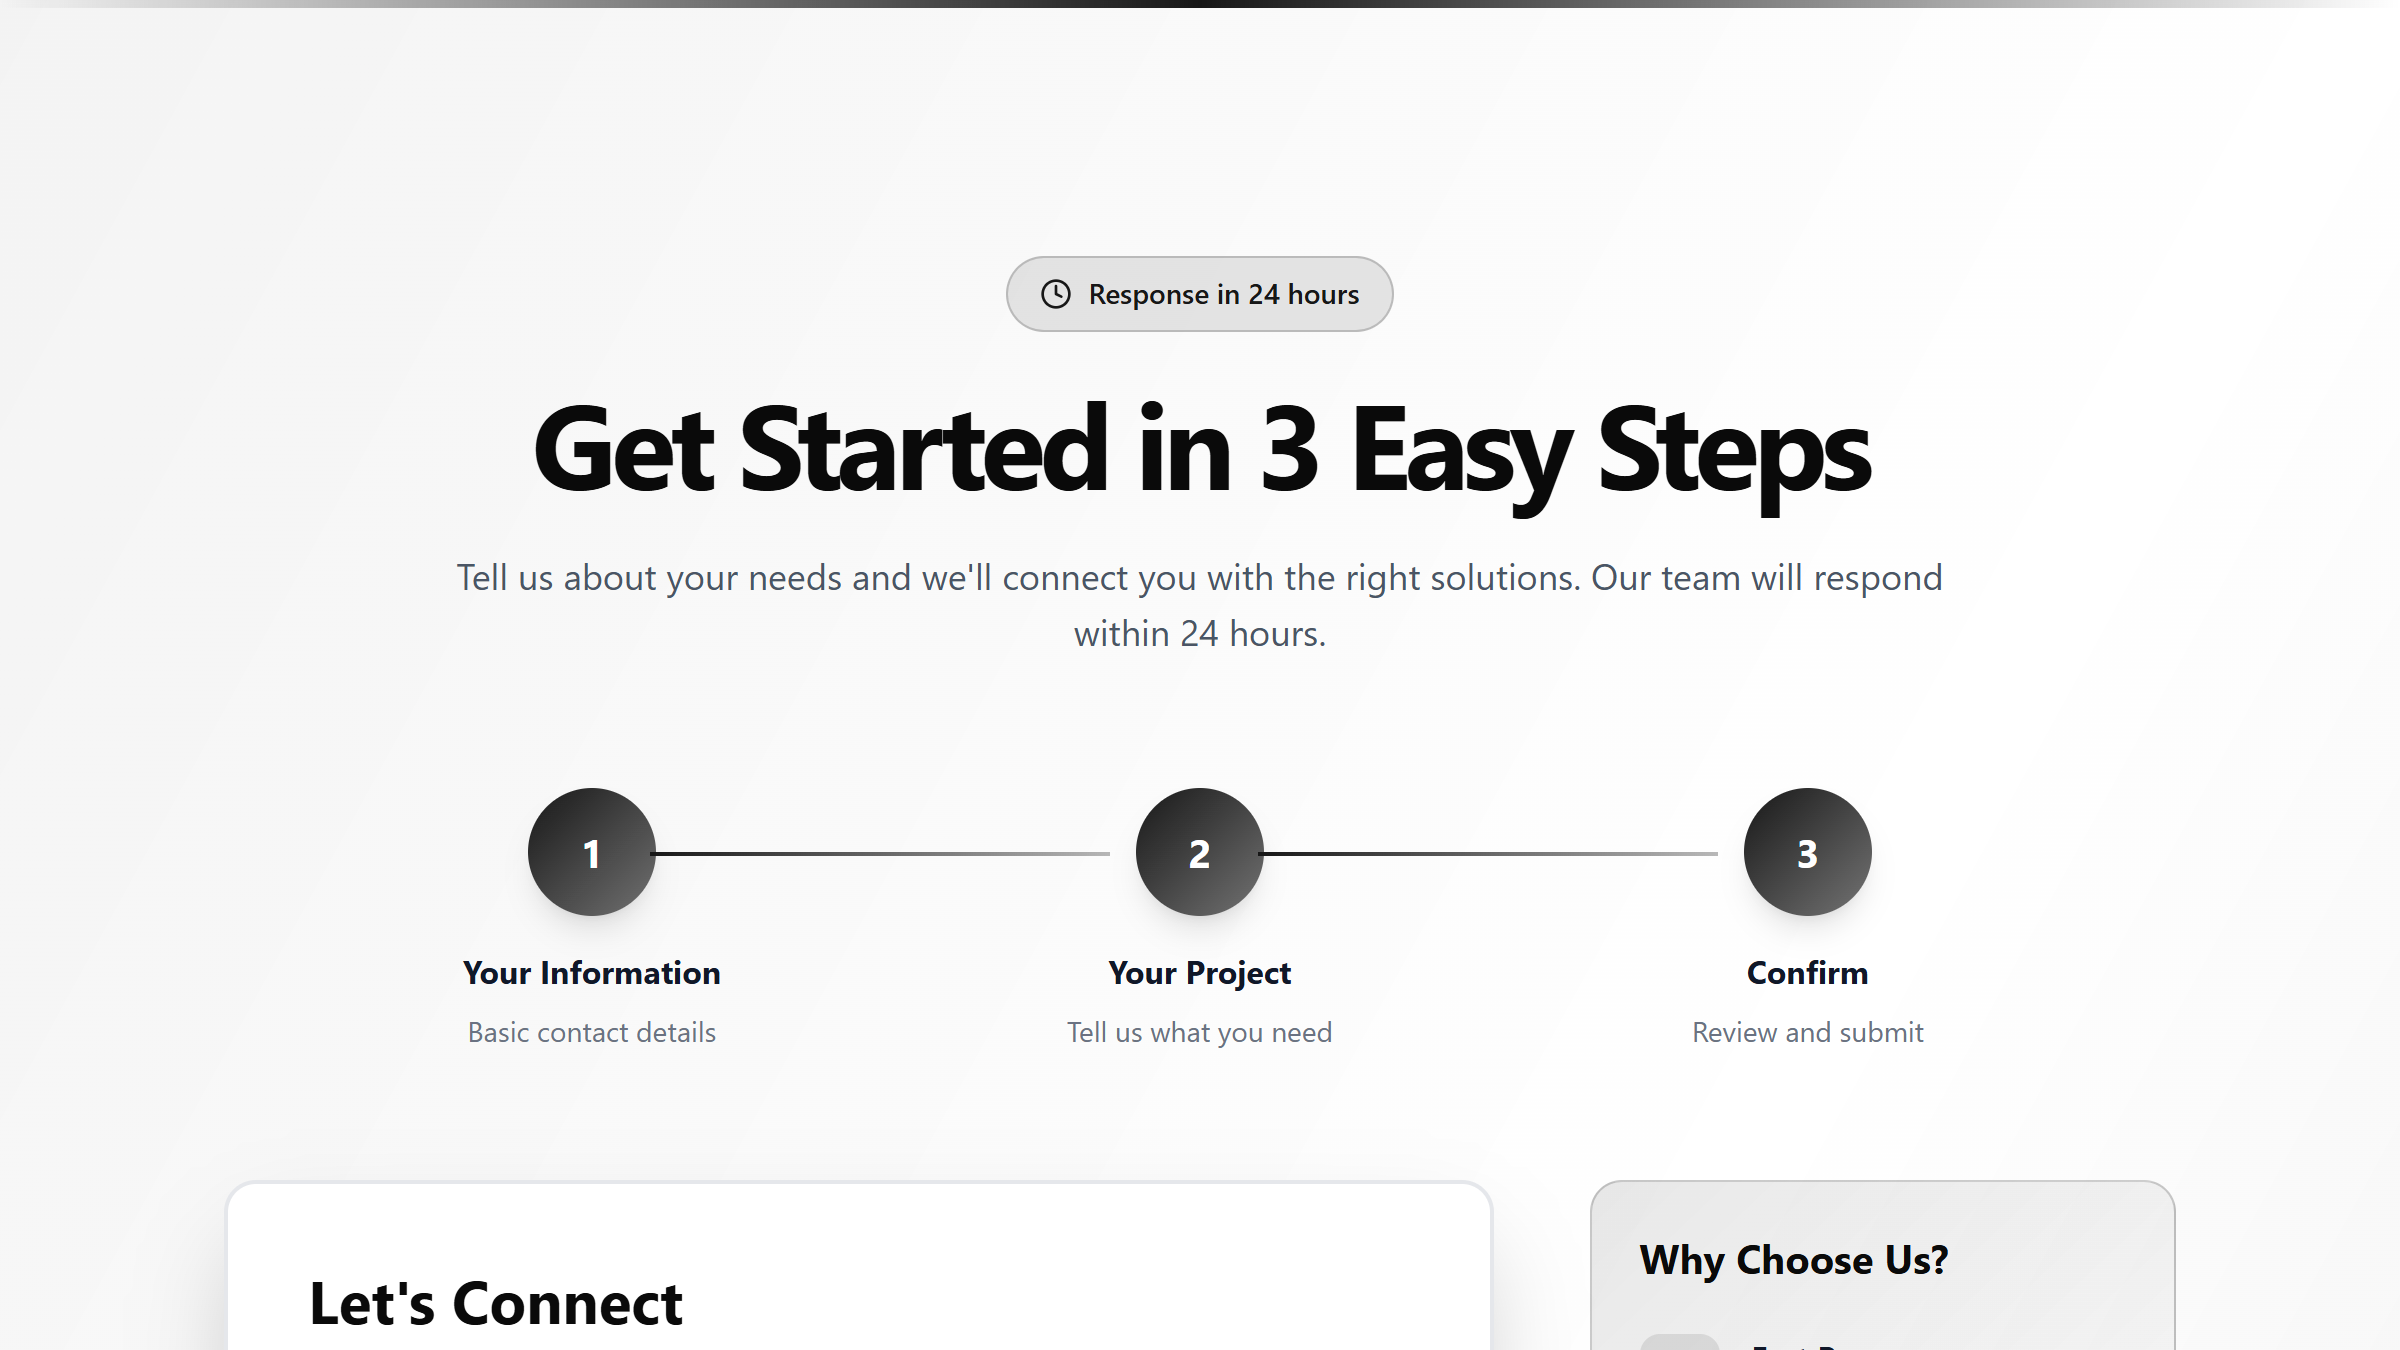 Response in 24 hours
Get Started in 3 Easy Steps
Tell us about your needs and we'll connect you with the right solutions. Our team will respond
within 24 hours.
1
2
3
Your Information
Your Project
Confirm
Basic contact details
Tell us what you need
Review and submit
Let's Connect
Why Choose Us?